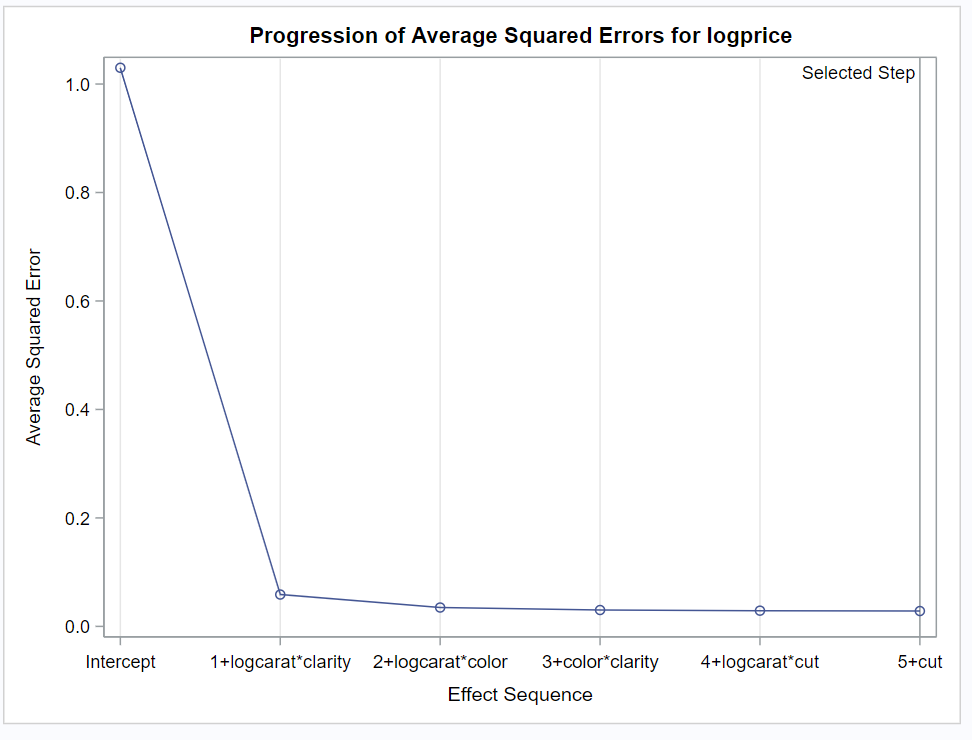 Progression of Average Squared Errors for logprice
Selected Step
1.0
0.8
0.6
0.4
0.2
0.0
Average Squared Error
Intercept
1+logcarat*clarity
2+logcarat*color
3+color*clarity
4+logcarat*cut
5+cut
Effect Sequence